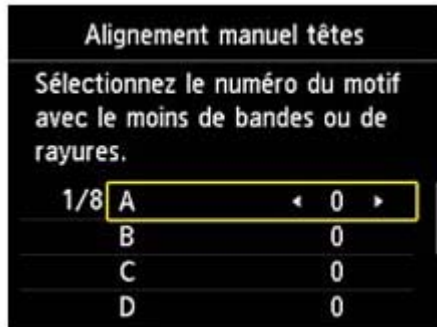 Alignement manuel têtes
Sélectionnez le numéro du motif
avec le moins de bandes ou de
rayures.
1/8 A 0
B 0
C 0
D 0